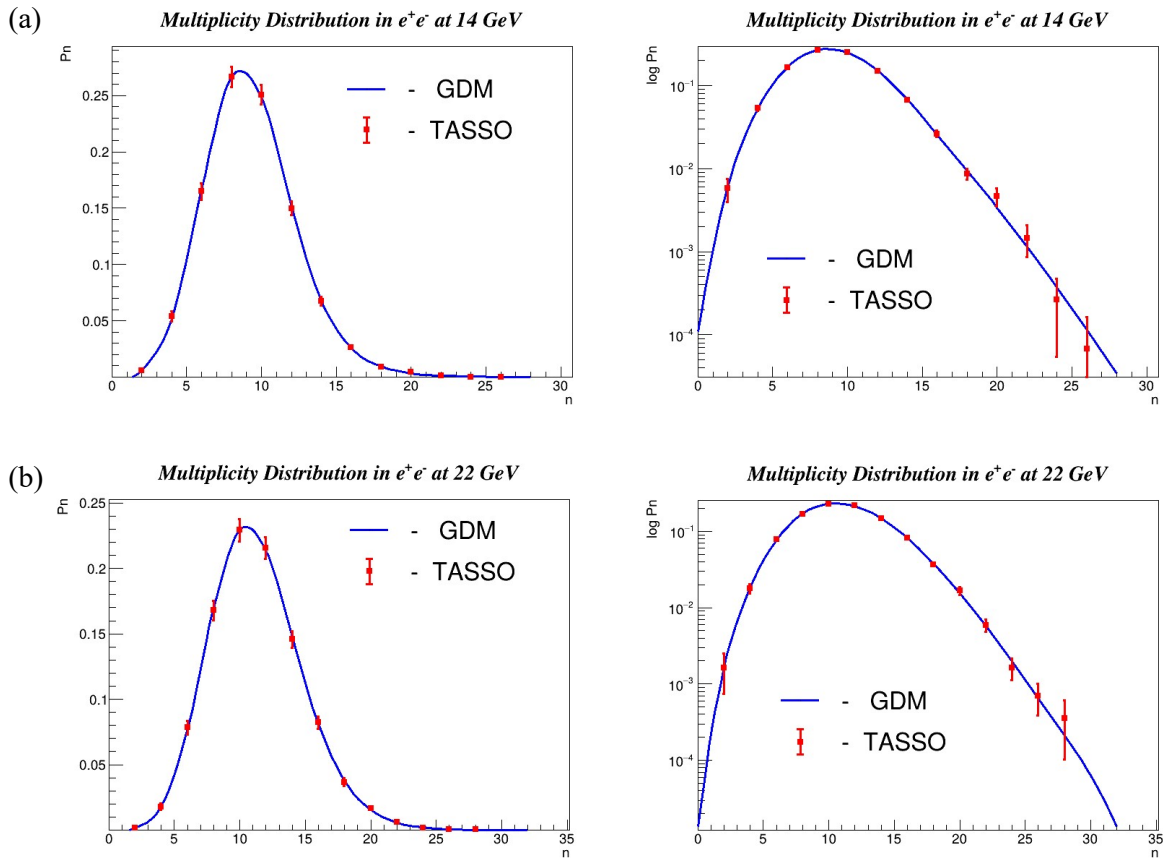 (a)
Multiplicity Distribution in e⁺e⁻ at 14 GeV
Pn
0.25
0.2
0.15
0.1
0.05
0 5 10 15 20 25 30
n
- GDM
- TASSO
Multiplicity Distribution in e⁺e⁻ at 14 GeV
log Pn
10⁻¹
10⁻²
10⁻³
10⁻⁴
0 5 10 15 20 25 30
n
- GDM
- TASSO
(b)
Multiplicity Distribution in e⁺e⁻ at 22 GeV
Pn
0.25
0.2
0.15
0.1
0.05
0 5 10 15 20 25 30 35
n
- GDM
- TASSO
Multiplicity Distribution in e⁺e⁻ at 22 GeV
log Pn
10⁻¹
10⁻²
10⁻³
10⁻⁴
0 5 10 15 20 25 30 35
n
- GDM
- TASSO